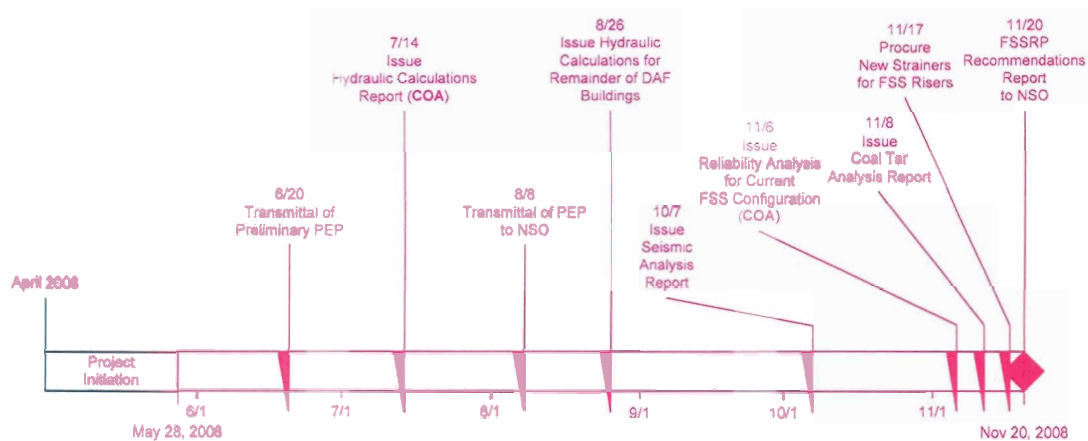 7/14
Issue
Hydraulic Calculations
Report (COA)
8/26
Issue Hydraulic
Calculations for
Remainder of DAF
Buildings
11/17
Procure
New Strainers
for FSS Risers
11/20
FSSRP
Recommendations
Report
to NSO
11/6
Issue
Reliability Analysis
for Current
FSS Configuration
(COA)
11/8
Issue
Coal Tar
Analysis Report
6/20
Transmittal of
Preliminary PEP
8/8
Transmittal of PEP
to NSO
10/7
Issue
Seismic
Analysis
Report
April 2008
Project
Initiation
6/1
7/1
8/1
9/1
10/1
11/1
May 28, 2008
Nov 20, 2008